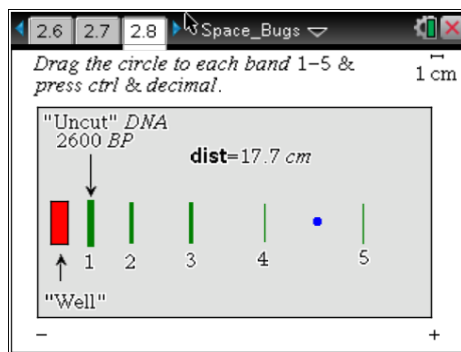 2.6 2.7 2.8 Space_Bugs
Drag the circle to each band 1–5 &
press ctrl & decimal.
1 cm
"Uncut" DNA
2600 BP
dist=17.7 cm
1 2 3 4 5
"Well"
− +